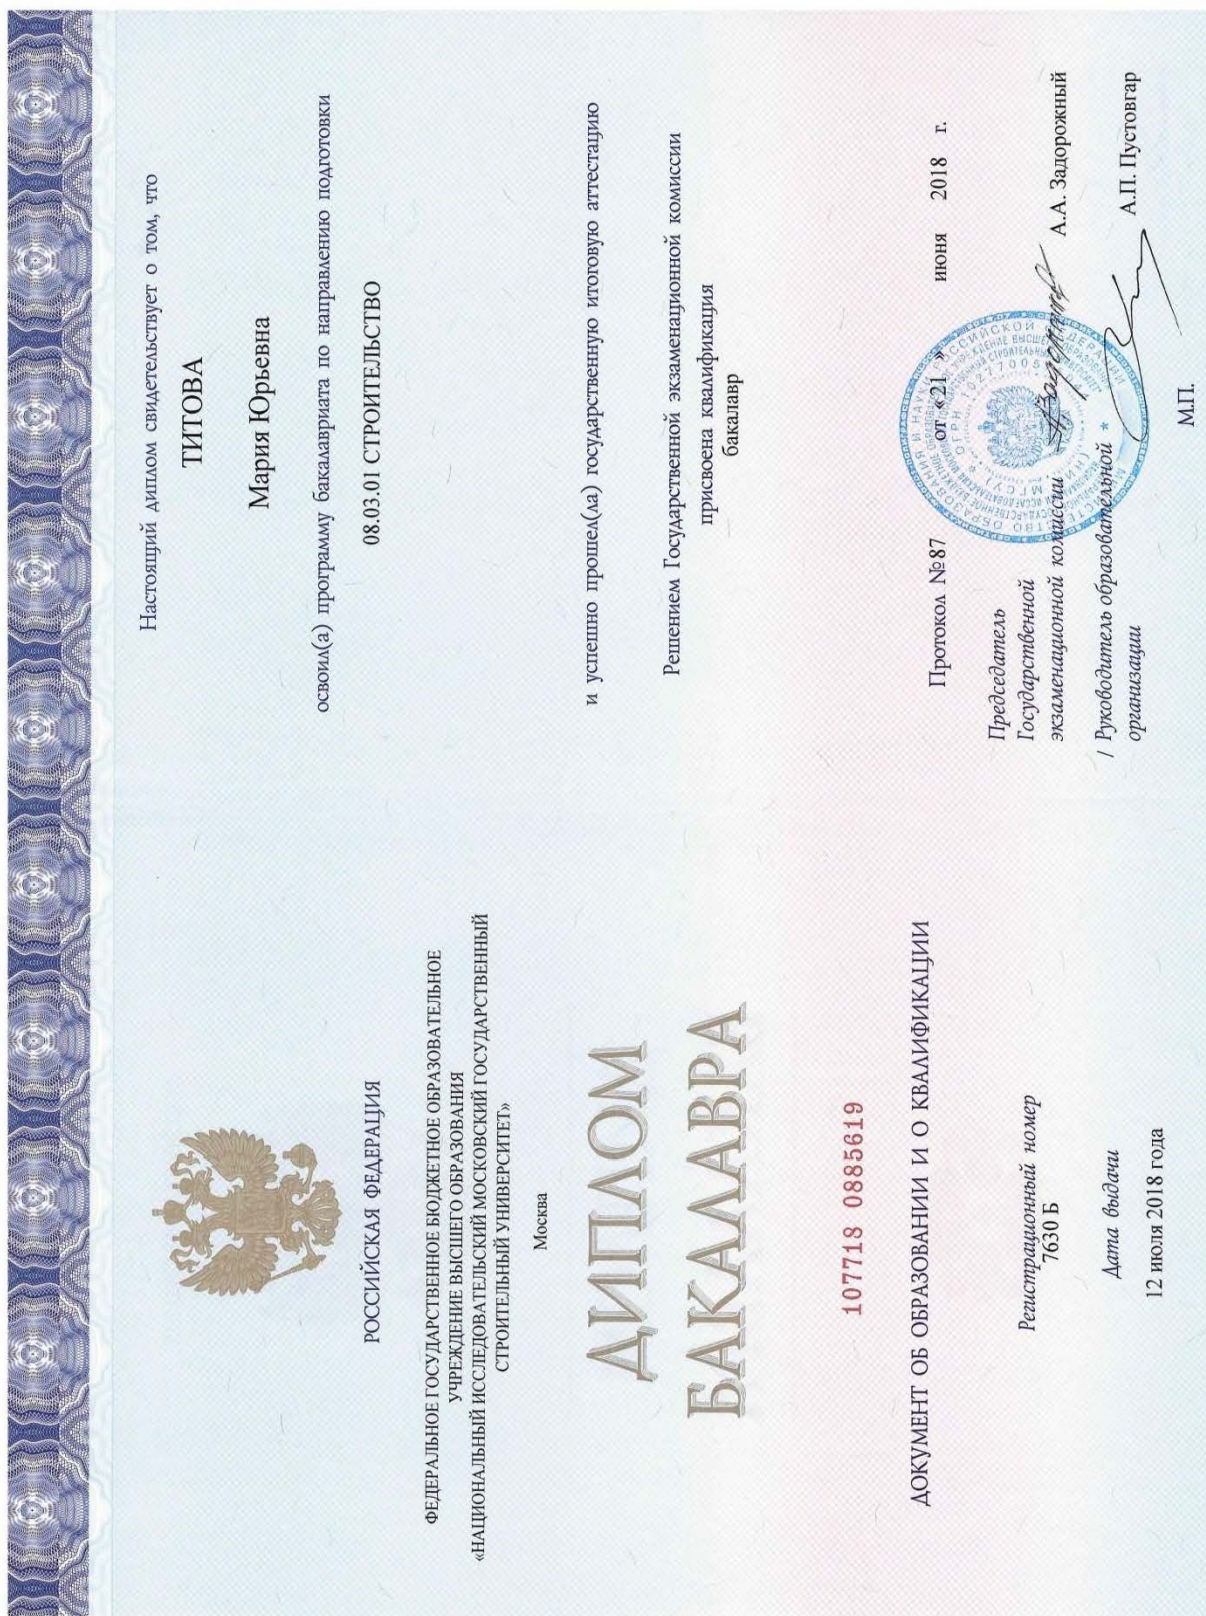 РОССИЙСКАЯ ФЕДЕРАЦИЯ
ФЕДЕРАЛЬНОЕ ГОСУДАРСТВЕННОЕ БЮДЖЕТНОЕ ОБРАЗОВАТЕЛЬНОЕ
УЧРЕЖДЕНИЕ ВЫСШЕГО ОБРАЗОВАНИЯ
«НАЦИОНАЛЬНЫЙ ИССЛЕДОВАТЕЛЬСКИЙ МОСКОВСКИЙ ГОСУДАРСТВЕННЫЙ
СТРОИТЕЛЬНЫЙ УНИВЕРСИТЕТ»
Москва
ДИПЛОМ
БАКАЛАВРА
107718 0885619
ДОКУМЕНТ ОБ ОБРАЗОВАНИИ И О КВАЛИФИКАЦИИ
Регистрационный номер
7630 Б
Дата выдачи
12 июля 2018 года
Настоящий диплом свидетельствует о том, что
ТИТОВА
Мария Юрьевна
освоил(а) программу бакалавриата по направлению подготовки
08.03.01 СТРОИТЕЛЬСТВО
и успешно прошел(ла) государственную итоговую аттестацию
Решением Государственной экзаменационной комиссии
присвоена квалификация
бакалавр
Протокол №87 от «21 » июня 2018 г.
Председатель
Государственной
экзаменационной комиссии А.А. Задорожный
/ Руководитель образовательной
организации А.П. Пустовгар
М.П.